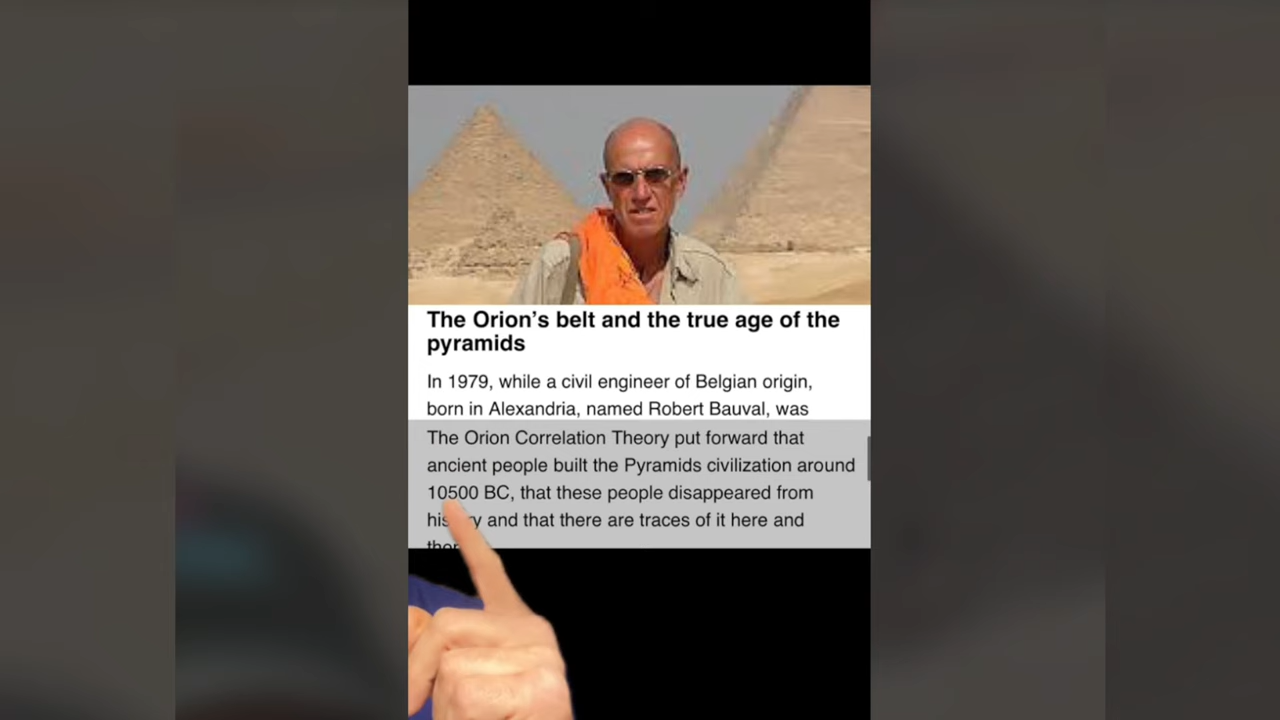 The Orion's belt and the true age of the
pyramids
In 1979, while a civil engineer of Belgian origin,
born in Alexandria, named Robert Bauval, was
The Orion Correlation Theory put forward that
ancient people built the Pyramids civilization around
10500 BC, that these people disappeared from
and that there are traces of it here and